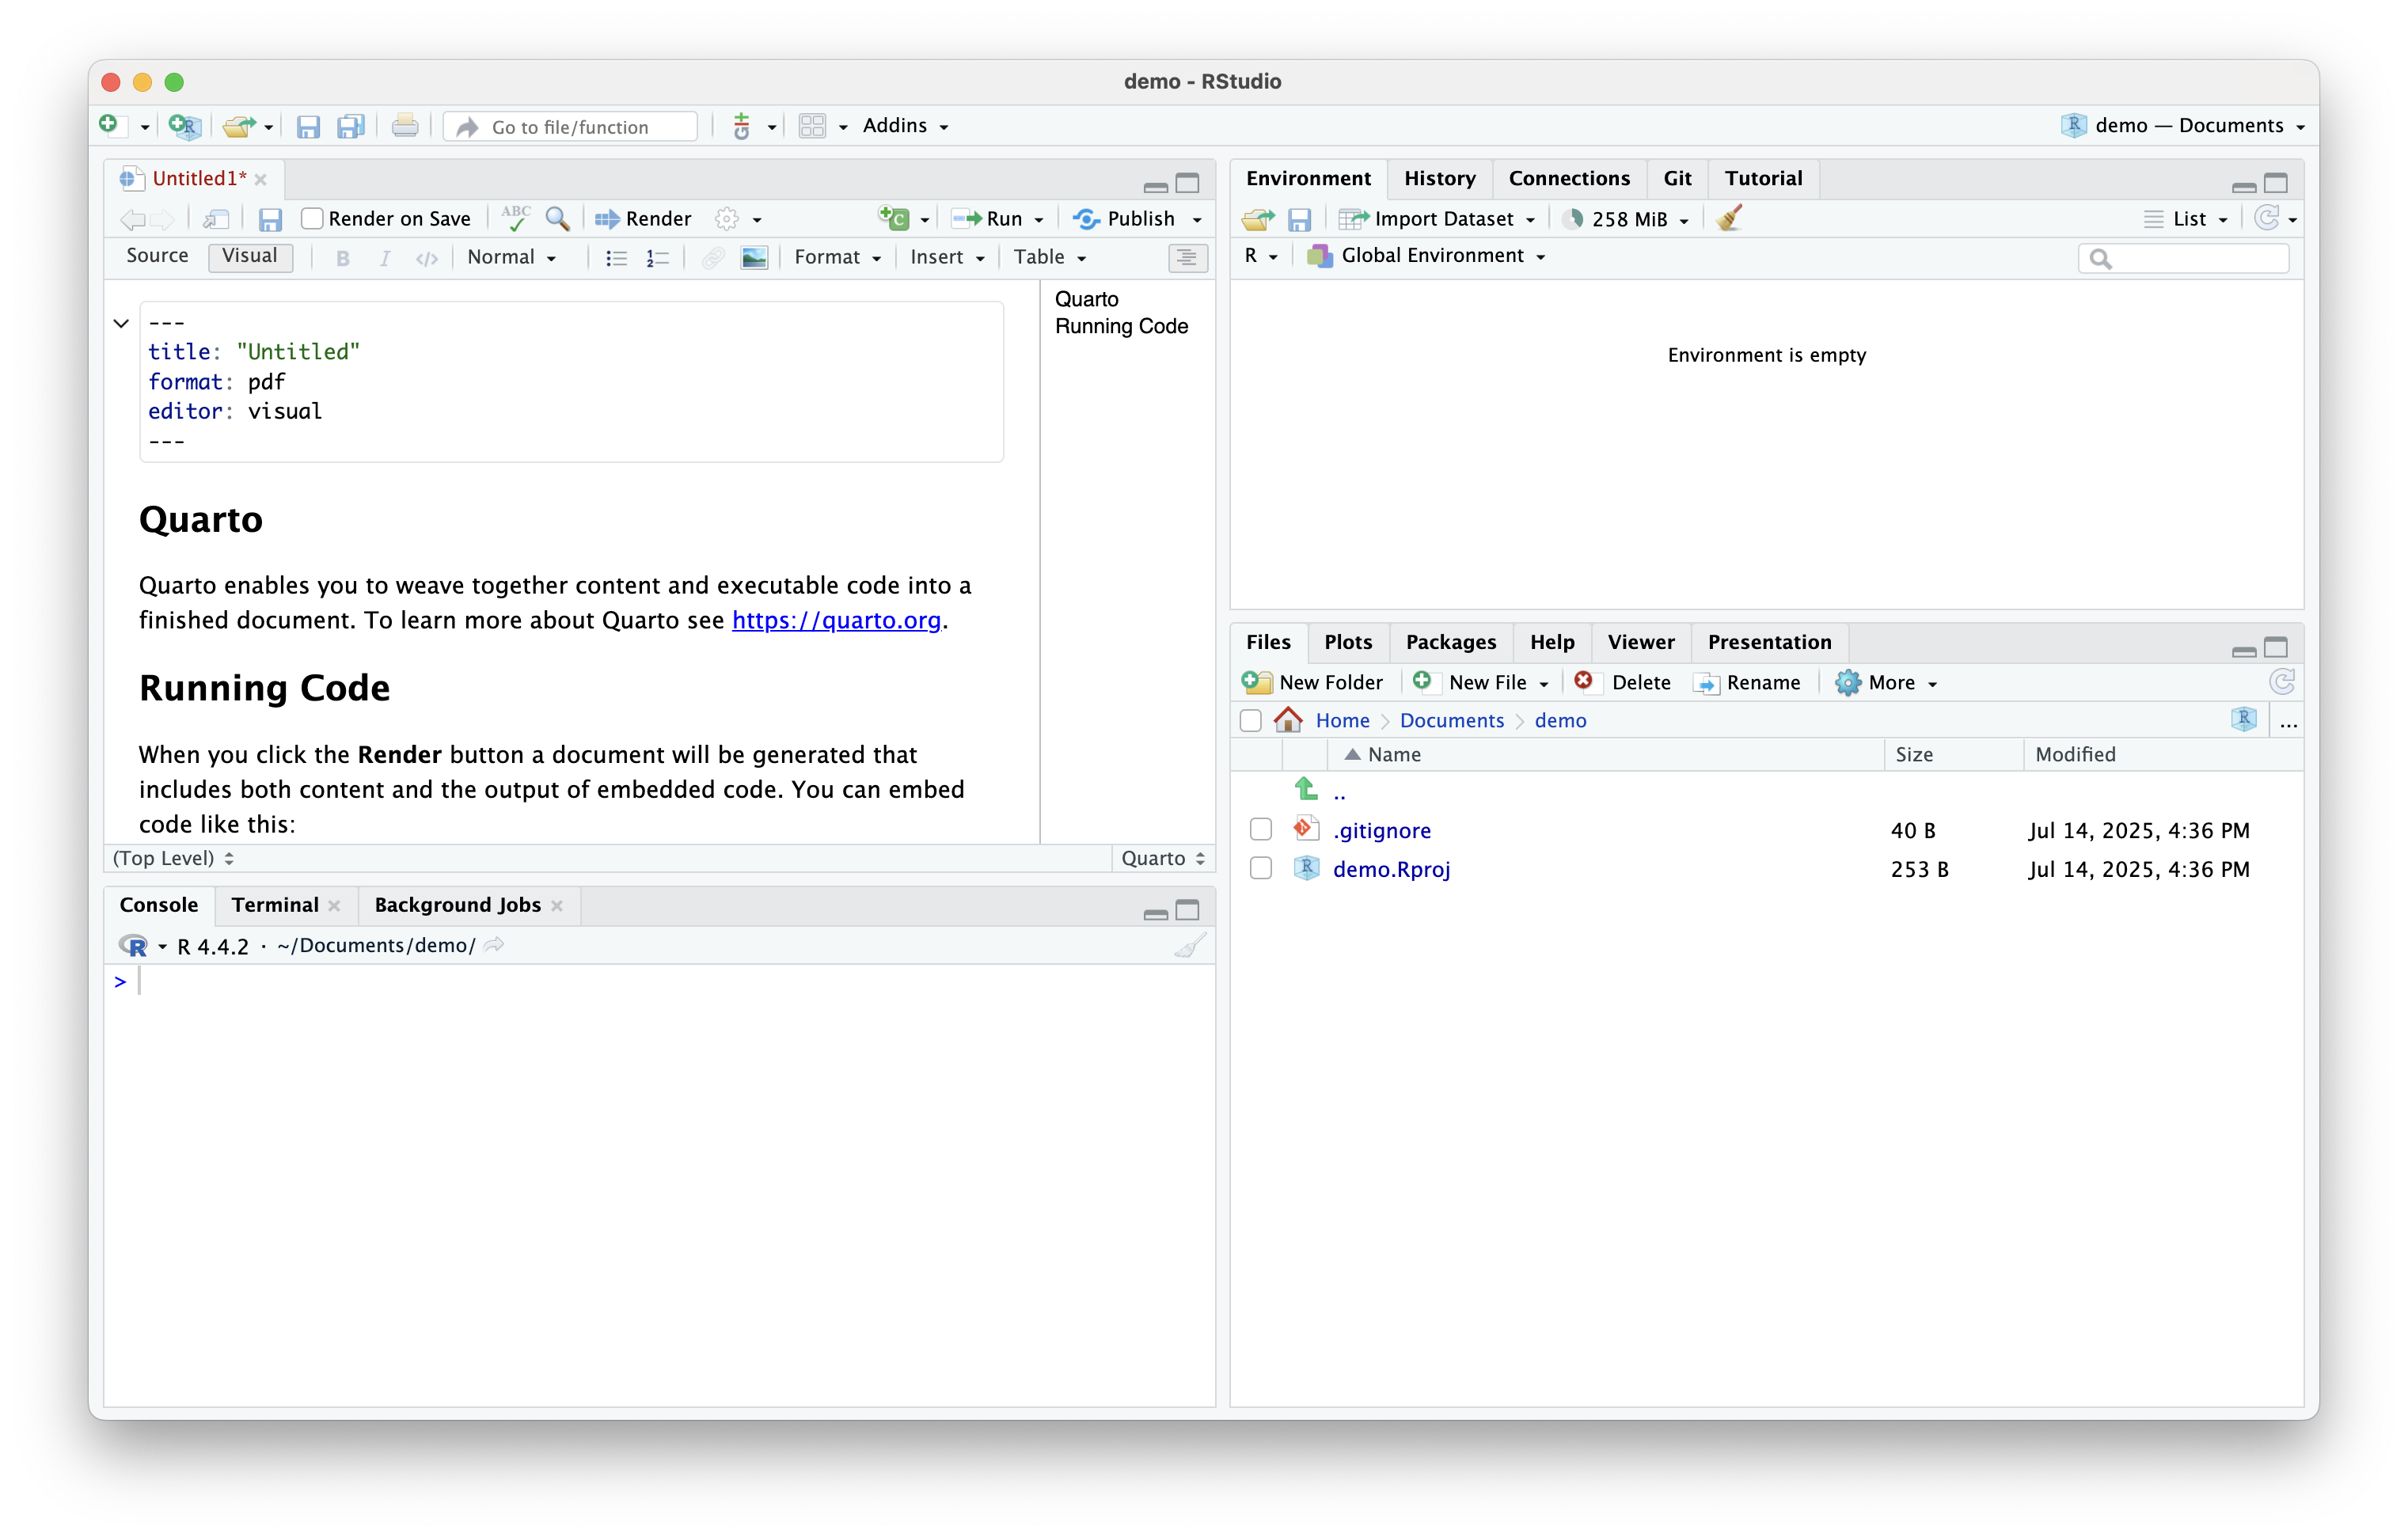 demo - RStudio
Go to file/function
Addins
demo — Documents
Untitled1*
Render on Save
ABC
Render
Run
Publish
Source
Visual
B
I
</>
Normal
Format
Insert
Table
---
title: "Untitled"
format: pdf
editor: visual
---
Quarto
Quarto enables you to weave together content and executable code into a
finished document. To learn more about Quarto see https://quarto.org.
Running Code
When you click the Render button a document will be generated that
includes both content and the output of embedded code. You can embed
code like this:
Quarto
Running Code
(Top Level)
Quarto
Console
Terminal
Background Jobs
R 4.4.2 · ~/Documents/demo/
>
Environment
History
Connections
Git
Tutorial
Import Dataset
258 MiB
List
R
Global Environment
Environment is empty
Files
Plots
Packages
Help
Viewer
Presentation
New Folder
New File
Delete
Rename
More
Home
Documents
demo
...
Name
Size
Modified
..
.gitignore
40 B
Jul 14, 2025, 4:36 PM
demo.Rproj
253 B
Jul 14, 2025, 4:36 PM